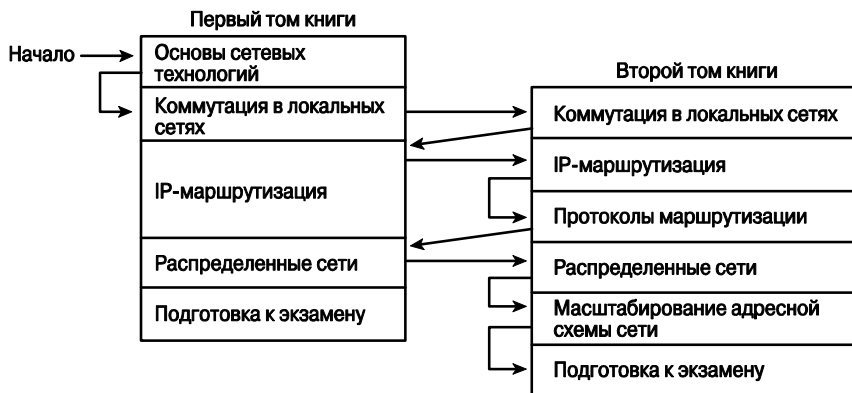 Первый том книги
Начало
Основы сетевых
технологий
Коммутация в локальных
сетях
IP-маршрутизация
Распределенные сети
Подготовка к экзамену
Второй том книги
Коммутация в локальных сетях
IP-маршрутизация
Протоколы маршрутизации
Распределенные сети
Масштабирование адресной
схемы сети
Подготовка к экзамену